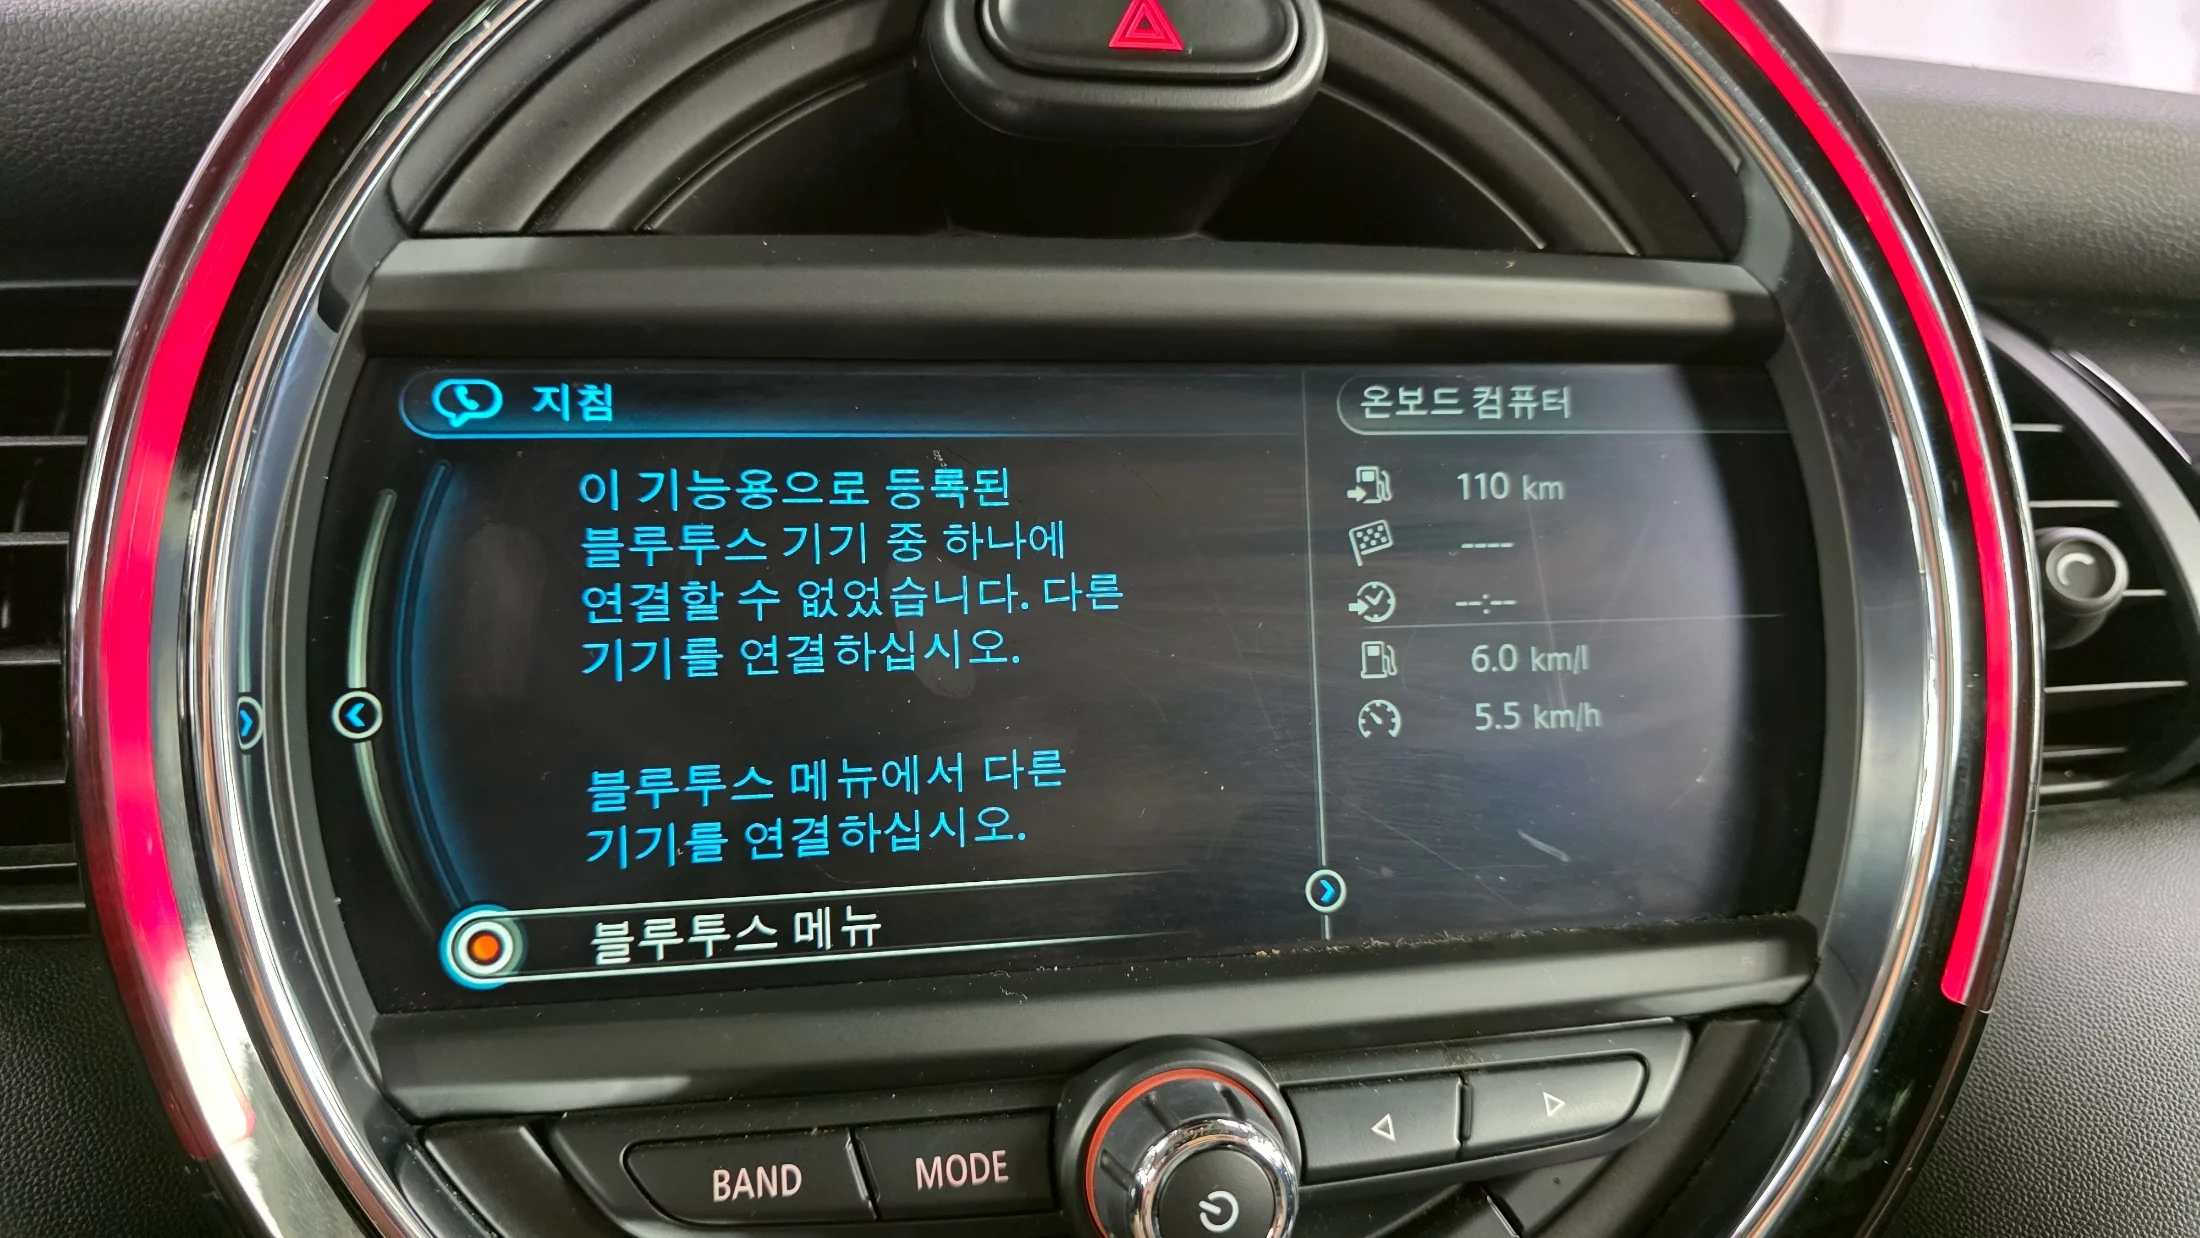 지침
이 기능용으로 등록된
블루투스 기기 중 하나에
연결할 수 없었습니다. 다른
기기를 연결하십시오.
블루투스 메뉴에서 다른
기기를 연결하십시오.
블루투스 메뉴
온보드 컴퓨터
110 km
----
--:--
6.0 km/l
5.5 km/h
BAND
MODE